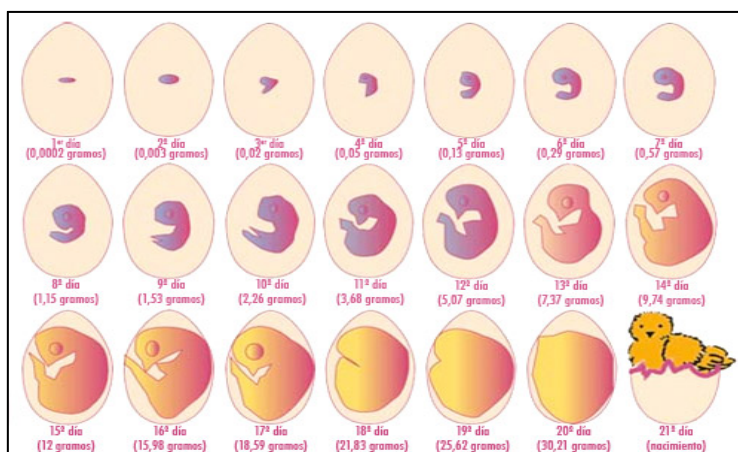 1er día
(0,0002 gramos)
2º día
(0,003 gramos)
3er día
(0,02 gramos)
4º día
(0,05 gramos)
5º día
(0,13 gramos)
6º día
(0,29 gramos)
7º día
(0,57 gramos)
8º día
(1,15 gramos)
9º día
(1,53 gramos)
10º día
(2,26 gramos)
11º día
(3,68 gramos)
12º día
(5,07 gramos)
13º día
(7,37 gramos)
14º día
(9,74 gramos)
15º día
(12 gramos)
16º día
(15,98 gramos)
17º día
(18,59 gramos)
18º día
(21,83 gramos)
19º día
(25,62 gramos)
20º día
(30,21 gramos)
21º día
(nacimiento)